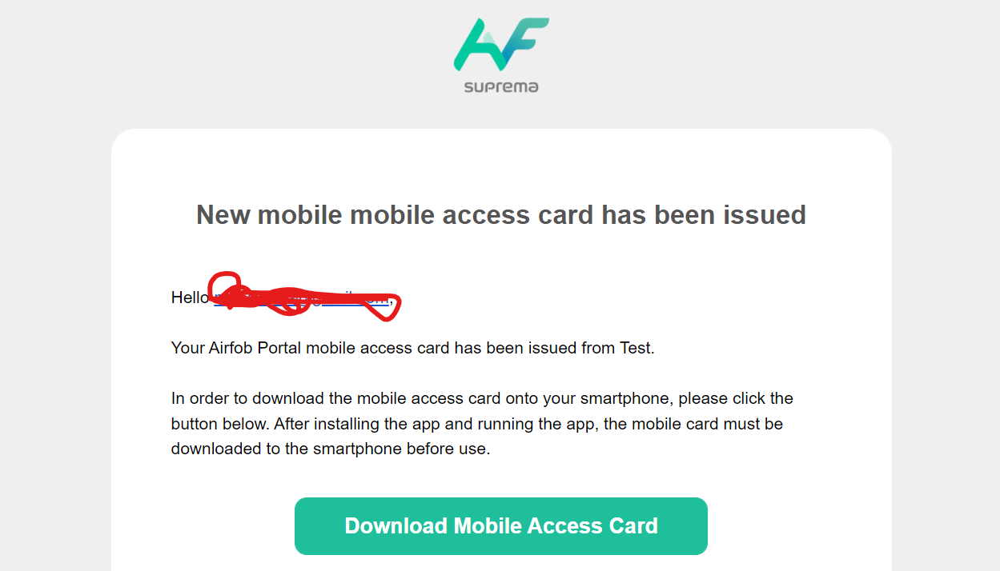 suprema
New mobile mobile access card has been issued
Hello
Your Airfob Portal mobile access card has been issued from Test.
In order to download the mobile access card onto your smartphone, please click the
button below. After installing the app and running the app, the mobile card must be
downloaded to the smartphone before use.
Download Mobile Access Card